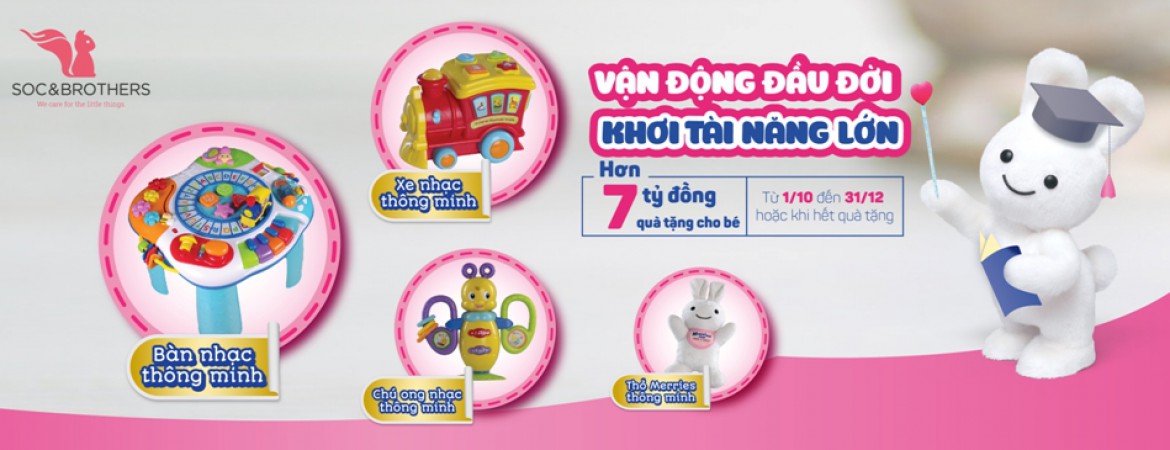 SOC&BROTHERS
We care for the little things.
VẬN ĐỘNG ĐẦU ĐỜI
KHƠI TÀI NĂNG LỚN
Hơn
7 tỷ đồng
quà tặng cho bé
Từ 1/10 đến 31/12
hoặc khi hết quà tặng
Xe nhạc
thông minh
Bàn nhạc
thông minh
Chú ong nhạc
thông minh
Thỏ Merries
thông minh